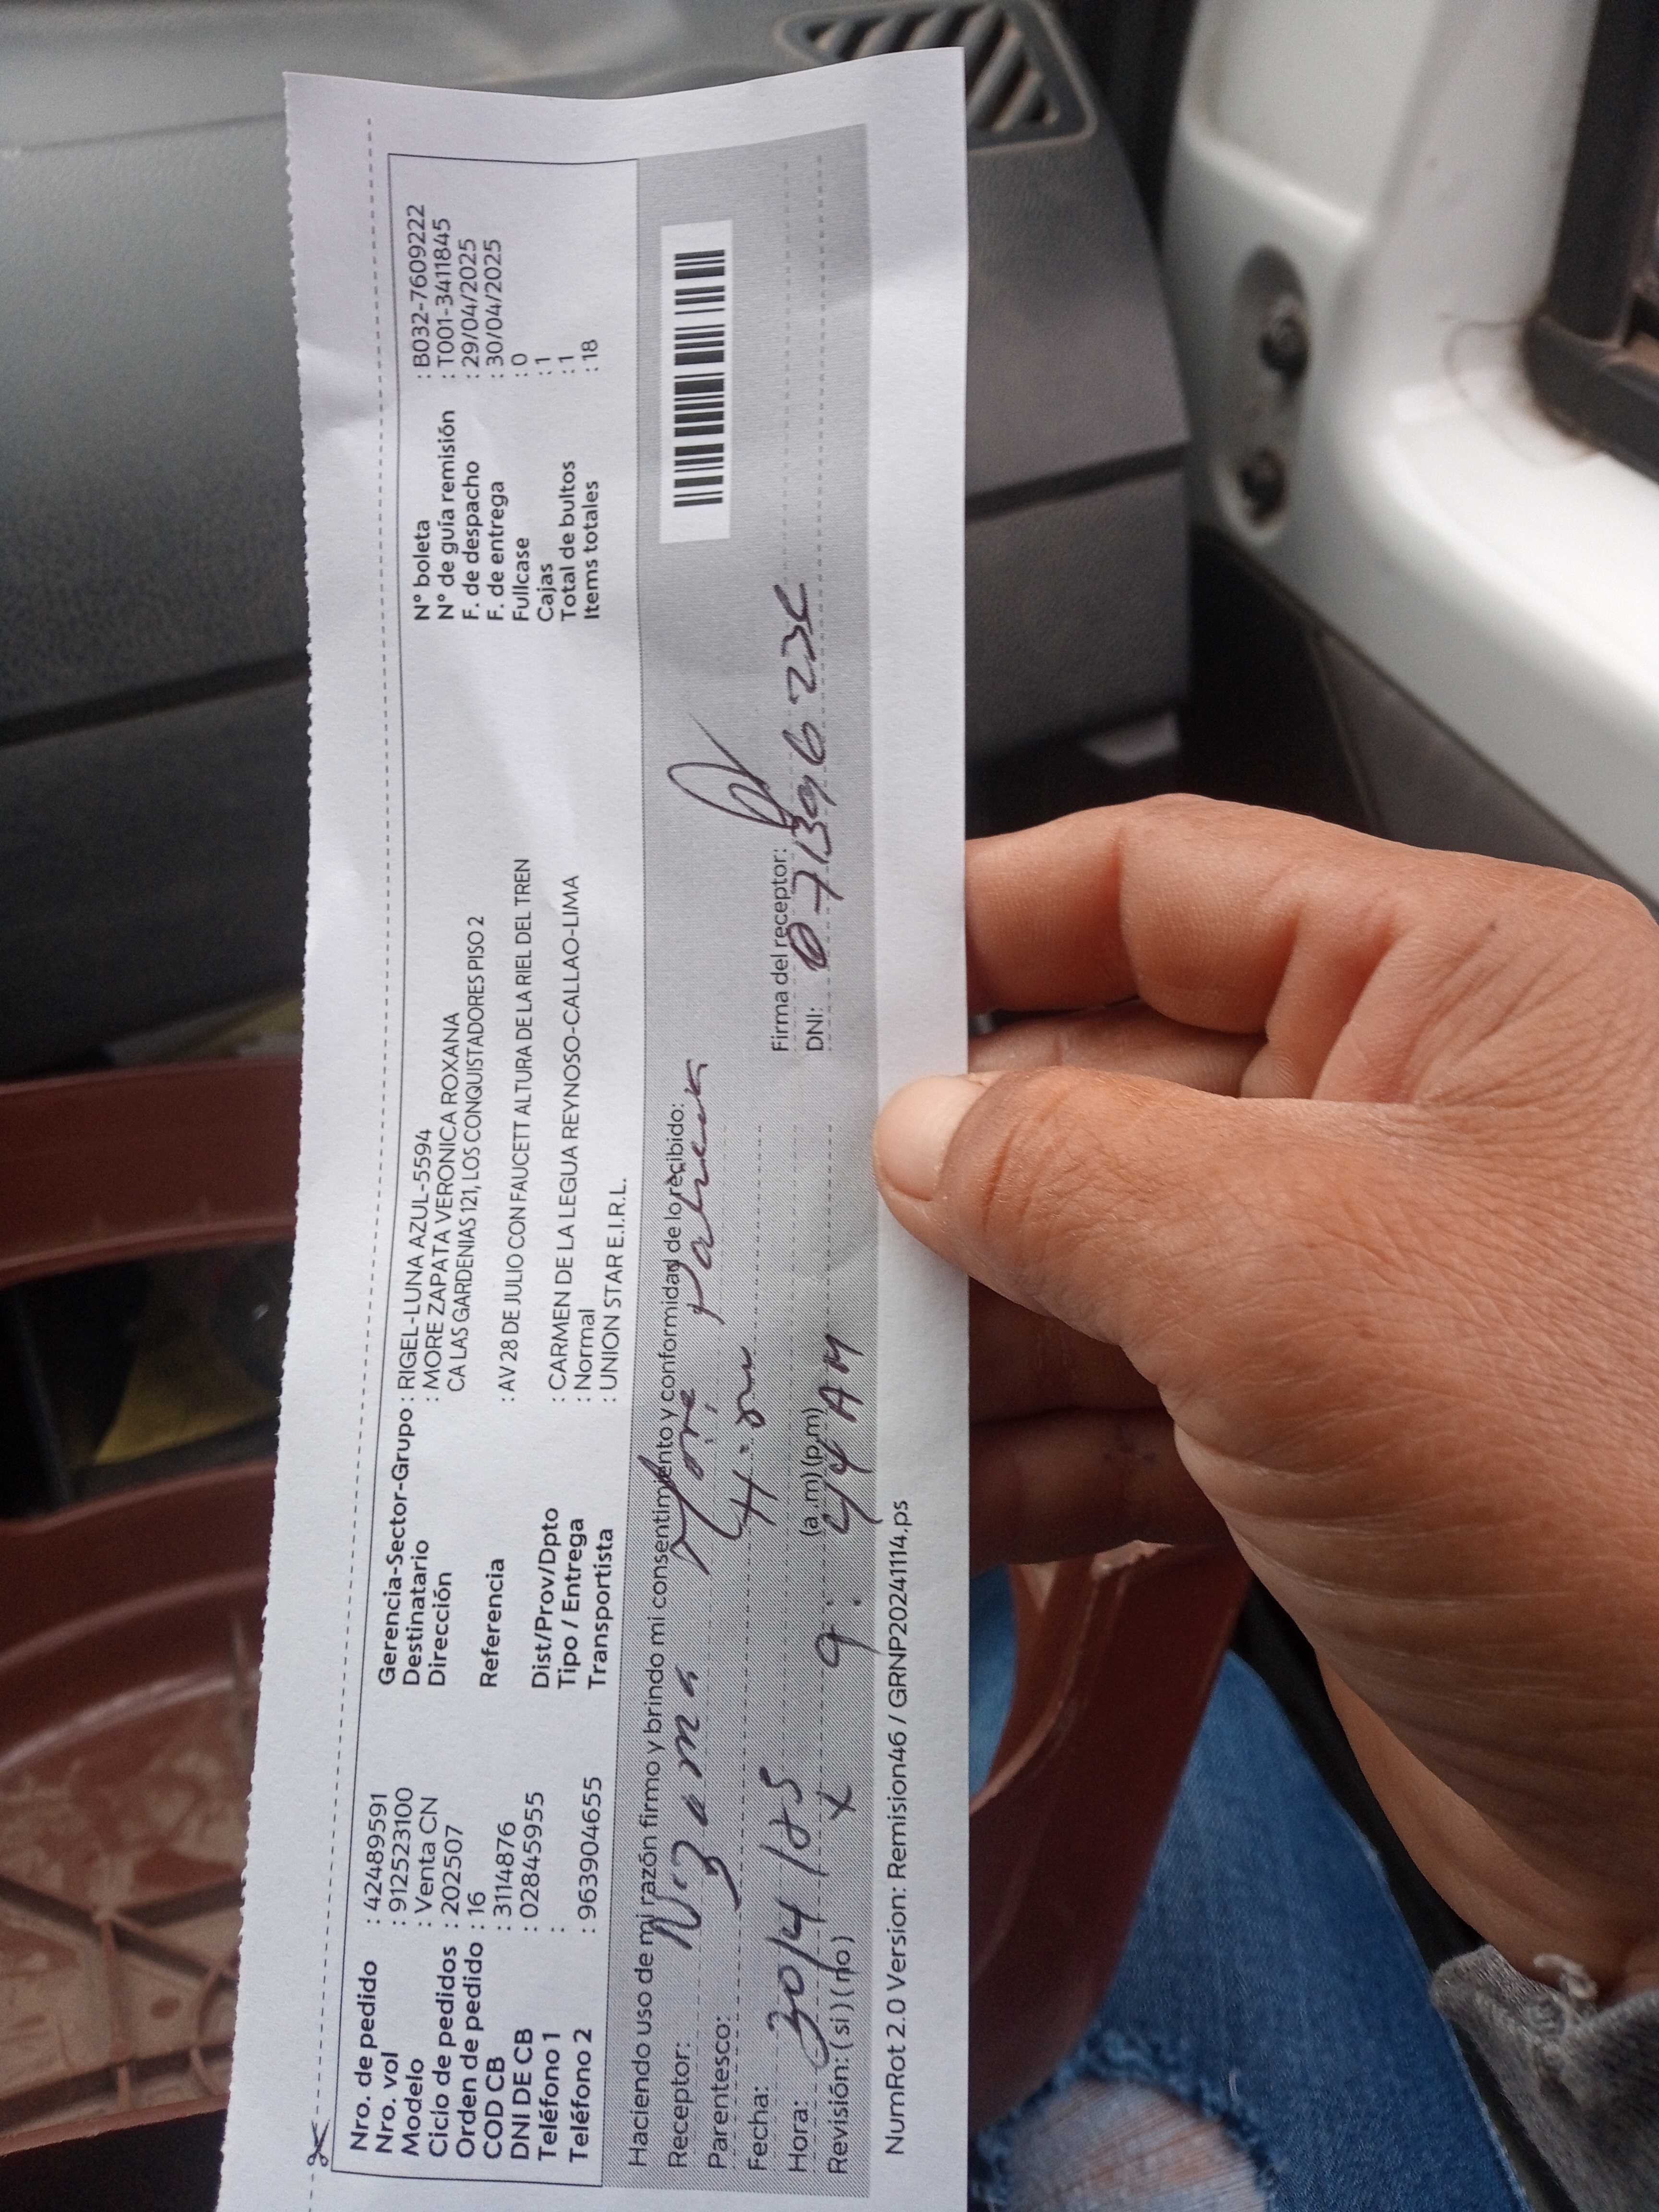 Nro. de pedido : 42489591
Nro. vol : 912523100
Modelo : Venta CN
Ciclo de pedidos : 202507
Orden de pedido : 16
COD CB : 3114876
DNI DE CB : 02845955
Teléfono 1 :
Teléfono 2 : 963904655
Gerencia-Sector-Grupo : RIGEL-LUNA AZUL-5594
Destinatario : MORE ZAPATA VERONICA ROXANA
Dirección CA LAS GARDENIAS 121, LOS CONQUISTADORES PISO 2
Referencia : AV 28 DE JULIO CON FAUCETT ALTURA DE LA RIEL DEL TREN
Dist/Prov/Dpto : CARMEN DE LA LEGUA REYNOSO-CALLAO-LIMA
Tipo / Entrega : Normal
Transportista : UNION STAR E.I.R.L.
N° boleta : B032-7609222
N° de guía remisión : T001-3411845
F. de despacho : 29/04/2025
F. de entrega : 30/04/2025
Fullcase : 0
Cajas : 1
Total de bultos : 1
Items totales : 18
Haciendo uso de mi razón firmo y brindo mi consentimiento y conformidad de lo recibido:
Receptor: Moré
Parentesco:
Fecha: 30/4/25
Hora: (a.m) (p.m)
Revisión: (si) (no) x 9:44 AM
Firma del receptor:
DNI:
NumRot 2.0 Version: Remision46 / GRNP20241114.ps